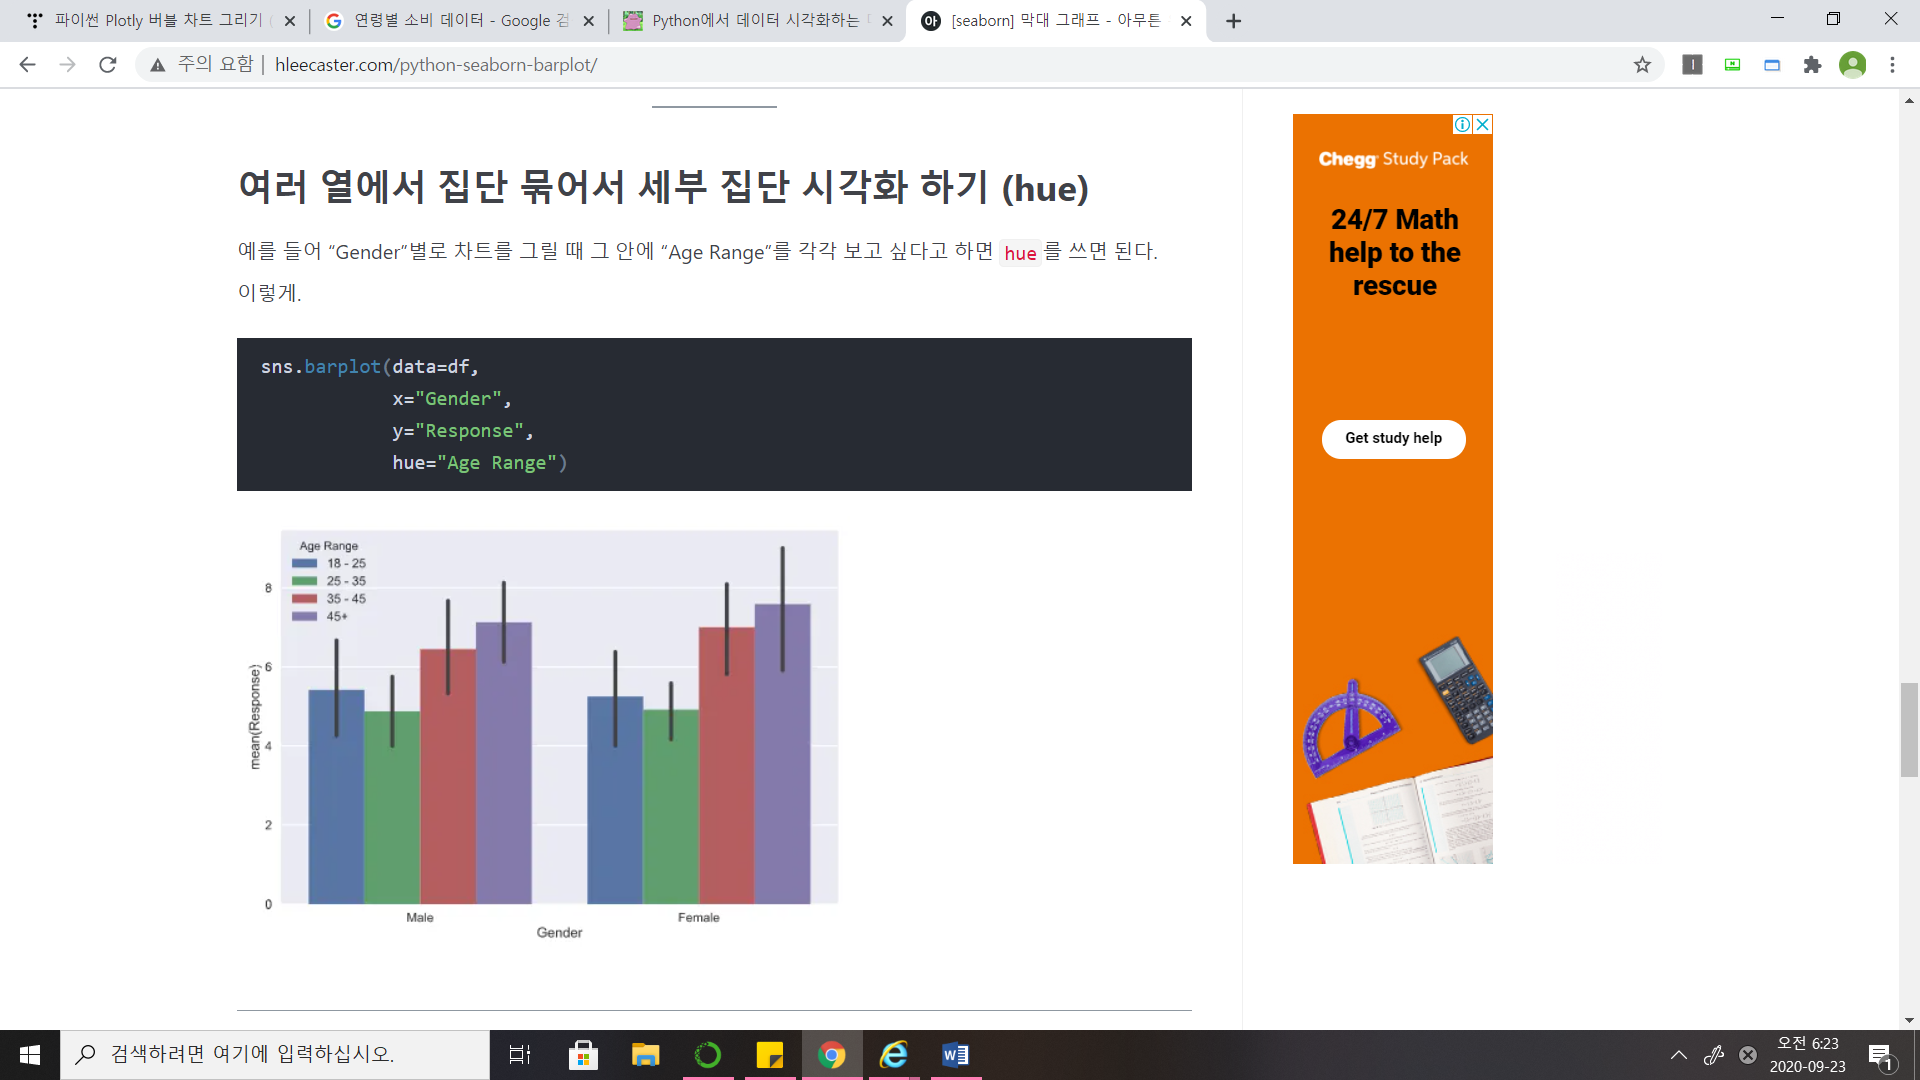 파이썬 Plotly 버블 차트 그리기
연령별 소비 데이터 - Google 검
Python에서 데이터 시각화하는
아
[seaborn] 막대 그래프 - 아무튼
주의 요함 | hleecaster.com/python-seaborn-barplot/
여러 열에서 집단 묶어서 세부 집단 시각화 하기 (hue)
예를 들어 “Gender”별로 차트를 그릴 때 그 안에 “Age Range”를 각각 보고 싶다고 하면 hue를 쓰면 된다.
이렇게.
sns.barplot(data=df,
x="Gender",
y="Response",
hue="Age Range")
Age Range
18 - 25
25 - 35
35 - 45
45+
8
6
4
2
0
mean(Response)
Male
Female
Gender
Chegg Study Pack
24/7 Math
help to the
rescue
Get study help
검색하려면 여기에 입력하십시오.
오전 6:23
2020-09-23
1